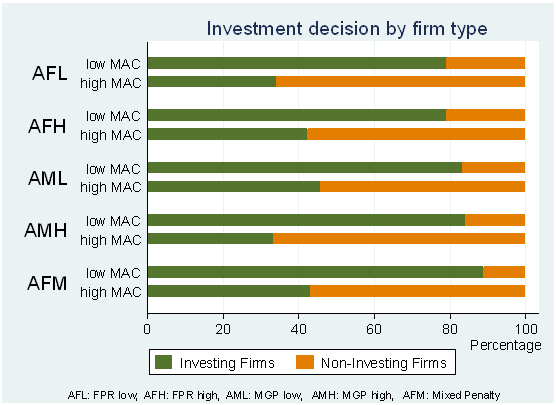 Investment decision by firm type
AFL
low MAC
high MAC
AFH
low MAC
high MAC
AML
low MAC
high MAC
AMH
low MAC
high MAC
AFM
low MAC
high MAC
0 20 40 60 80 100
Percentage
Investing Firms Non-Investing Firms
AFL: FPR low, AFH: FPR high, AML: MGP low, AMH: MGP high, AFM: Mixed Penalty